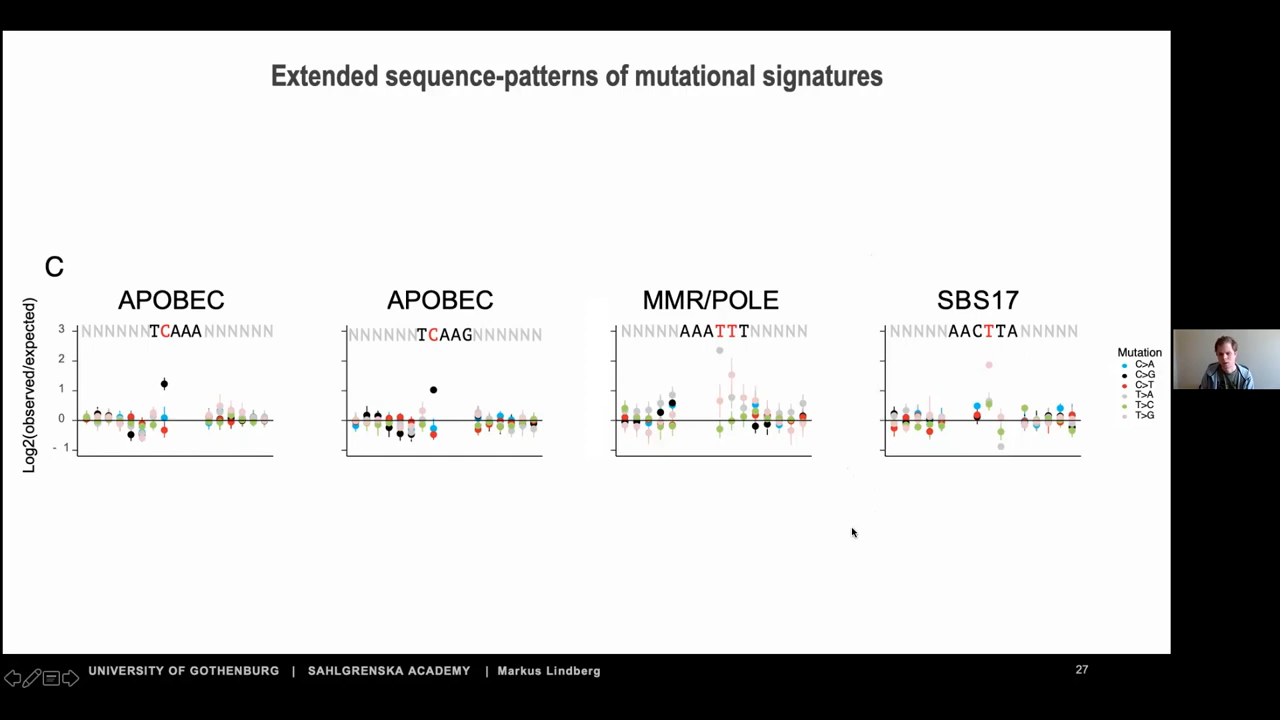 Extended sequence-patterns of mutational signatures
C
APOBEC
APOBEC
MMR/POLE
SBS17
NNNNNNTCAAANNNNNN
NNNNNNTCAAGNNNNNN
NNNNNAAATTTNNNNN
NNNNNAACTTANNNNN
Log2(observed/expected)
3
2
1
0
- 1
Mutation
C>A
C>G
C>T
T>A
T>C
T>G
UNIVERSITY OF GOTHENBURG | SAHLGRENSKA ACADEMY | Markus Lindberg
27